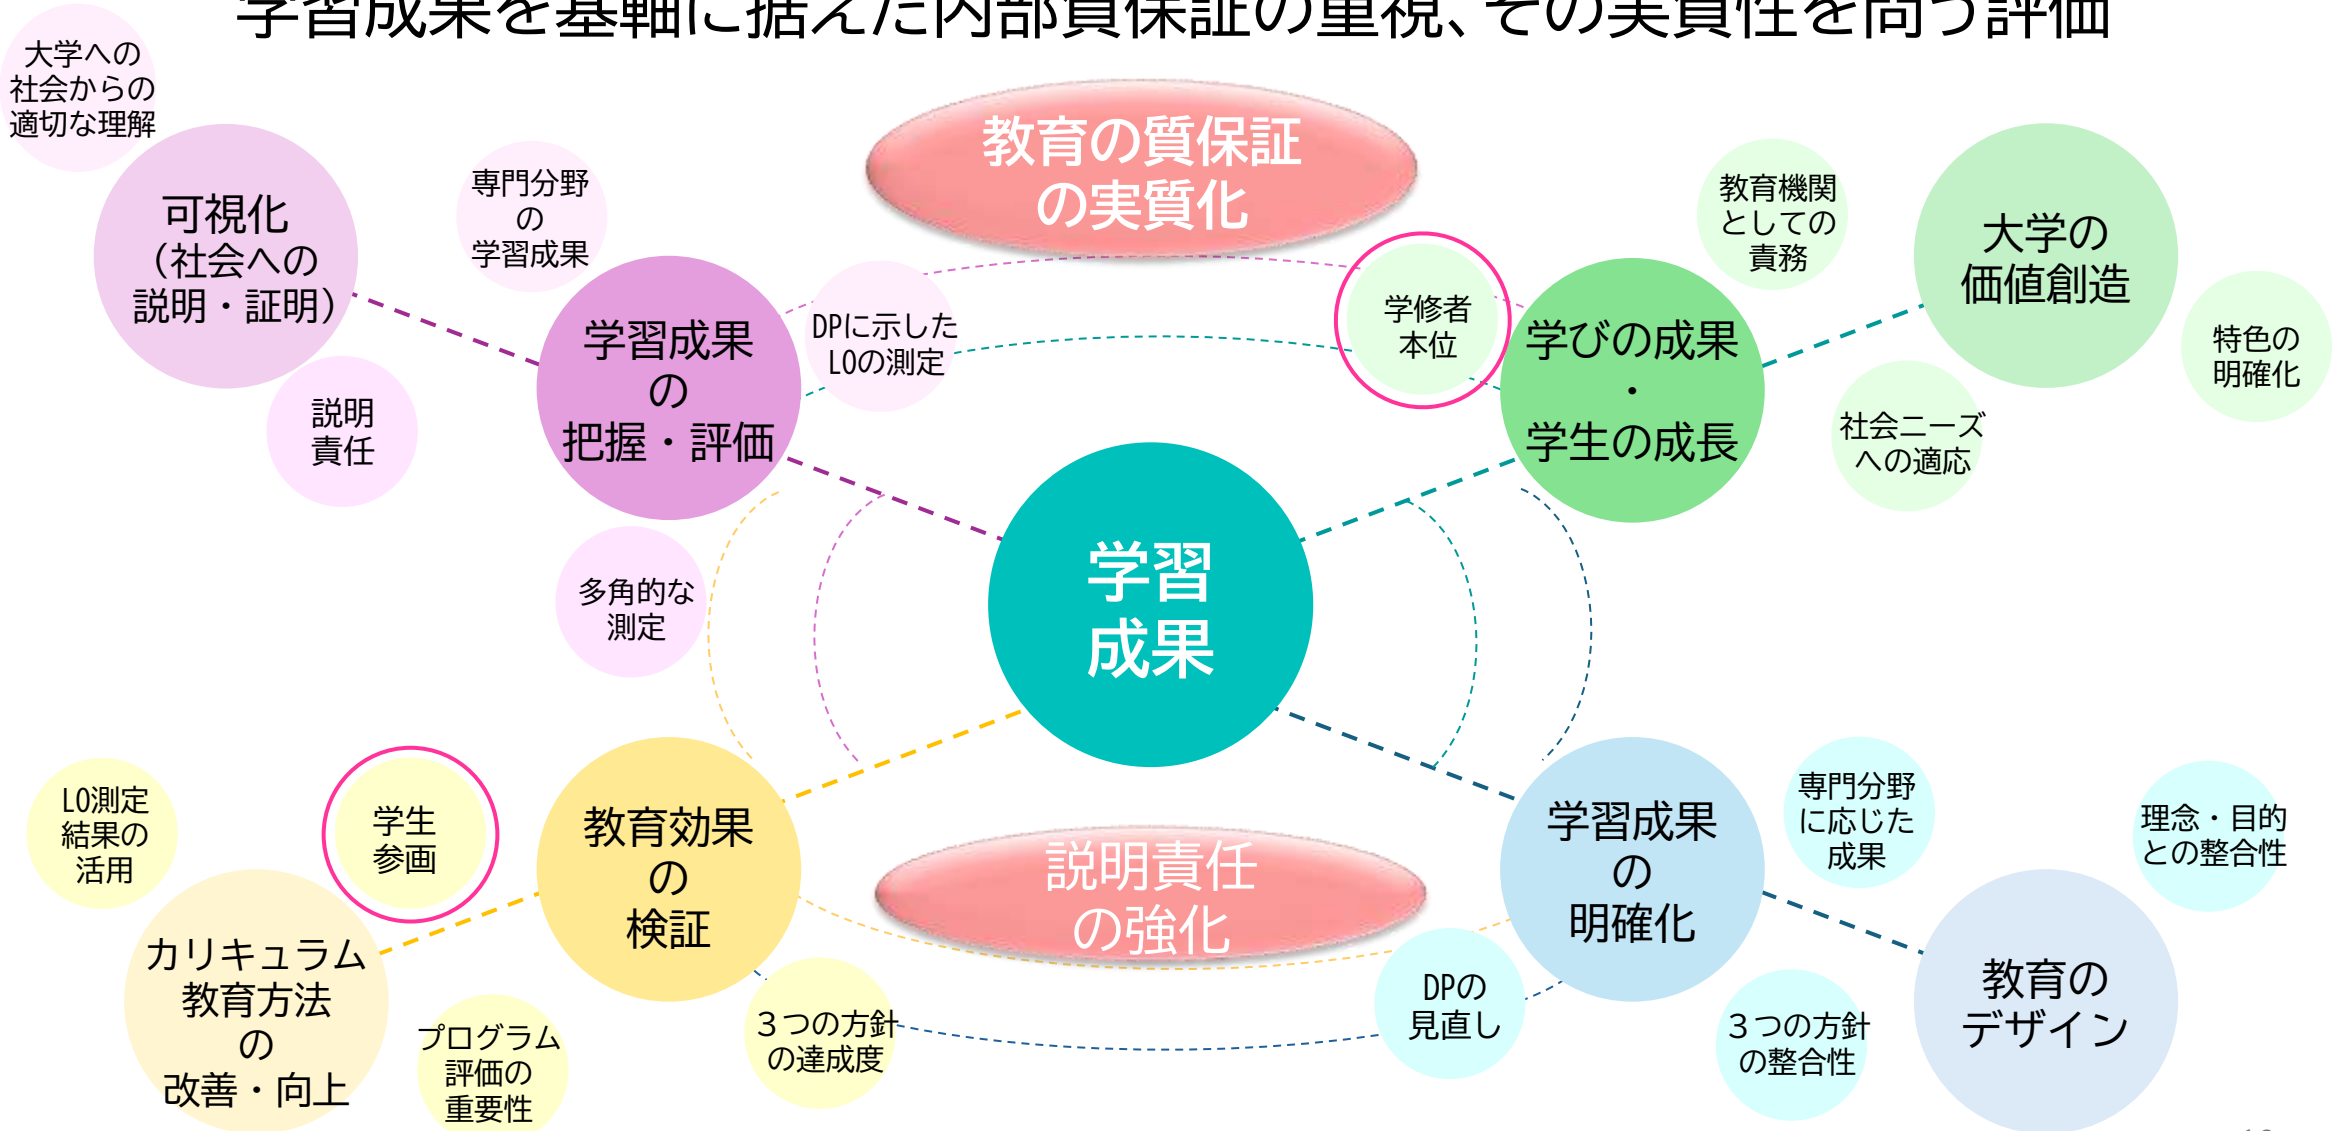 学習成果を基軸に据えた内部質保証の重視、その実質性を問う評価
大学への
社会からの
適切な理解
可視化
（社会への
説明・証明）
説明
責任
専門分野
の
学習成果
学習成果
の
把握・評価
DPに示した
LOの測定
多角的な
測定
教育の質保証
の実質化
学修者
本位
学びの成果
・
学生の成長
教育機関
としての
責務
大学の
価値創造
特色の
明確化
社会ニーズ
への適応
学習
成果
LO測定
結果の
活用
学生
参画
カリキュラム
教育方法
の
改善・向上
プログラム
評価の
重要性
教育効果
の
検証
３つの方針
の達成度
説明責任
の強化
DPの
見直し
学習成果
の
明確化
専門分野
に応じた
成果
３つの方針
の整合性
理念・目的
との整合性
教育の
デザイン